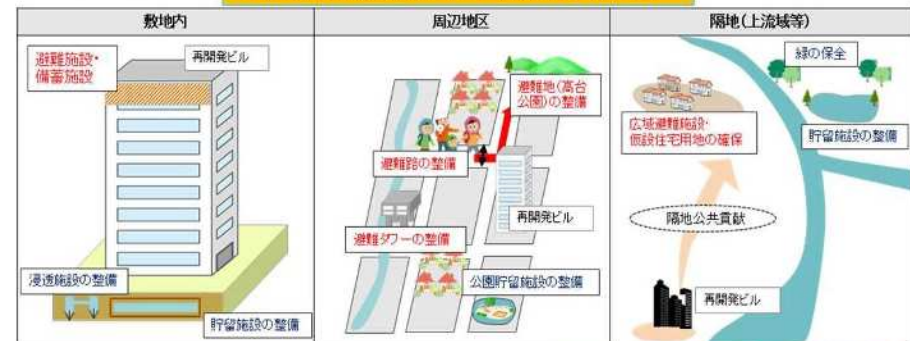 敷地内
周辺地区
隔地(上流域等)
避難施設・
備蓄施設
再開発ビル
浸透施設の整備
貯留施設の整備
避難地(高台
公園)の整備
避難路の整備
再開発ビル
避難タワーの整備
公園貯留施設の整備
緑の保全
広域避難施設・
仮設住宅用地の確保
貯留施設の整備
隔地公共貢献
再開発ビル